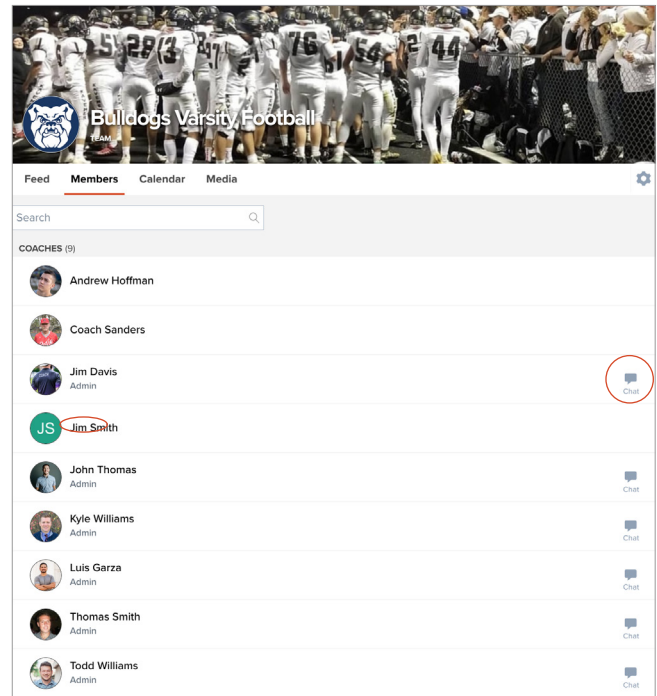 Bulldogs Varsity Football
TEAM
Feed Members Calendar Media
Search
COACHES (9)
Andrew Hoffman
Coach Sanders
Jim Davis
Admin
Chat
JS Jim Smith
John Thomas
Admin
Chat
Kyle Williams
Admin
Chat
Luis Garza
Admin
Chat
Thomas Smith
Admin
Chat
Todd Williams
Admin
Chat